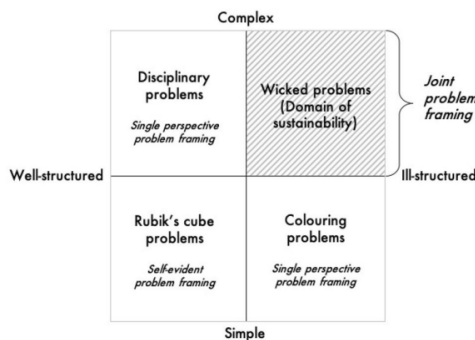 Complex
Disciplinary
problems
Single perspective
problem framing
Wicked problems
(Domain of
sustainability)
Joint
problem
framing
Well-structured
Ill-structured
Rubik's cube
problems
Self-evident
problem framing
Colouring
problems
Single perspective
problem framing
Simple